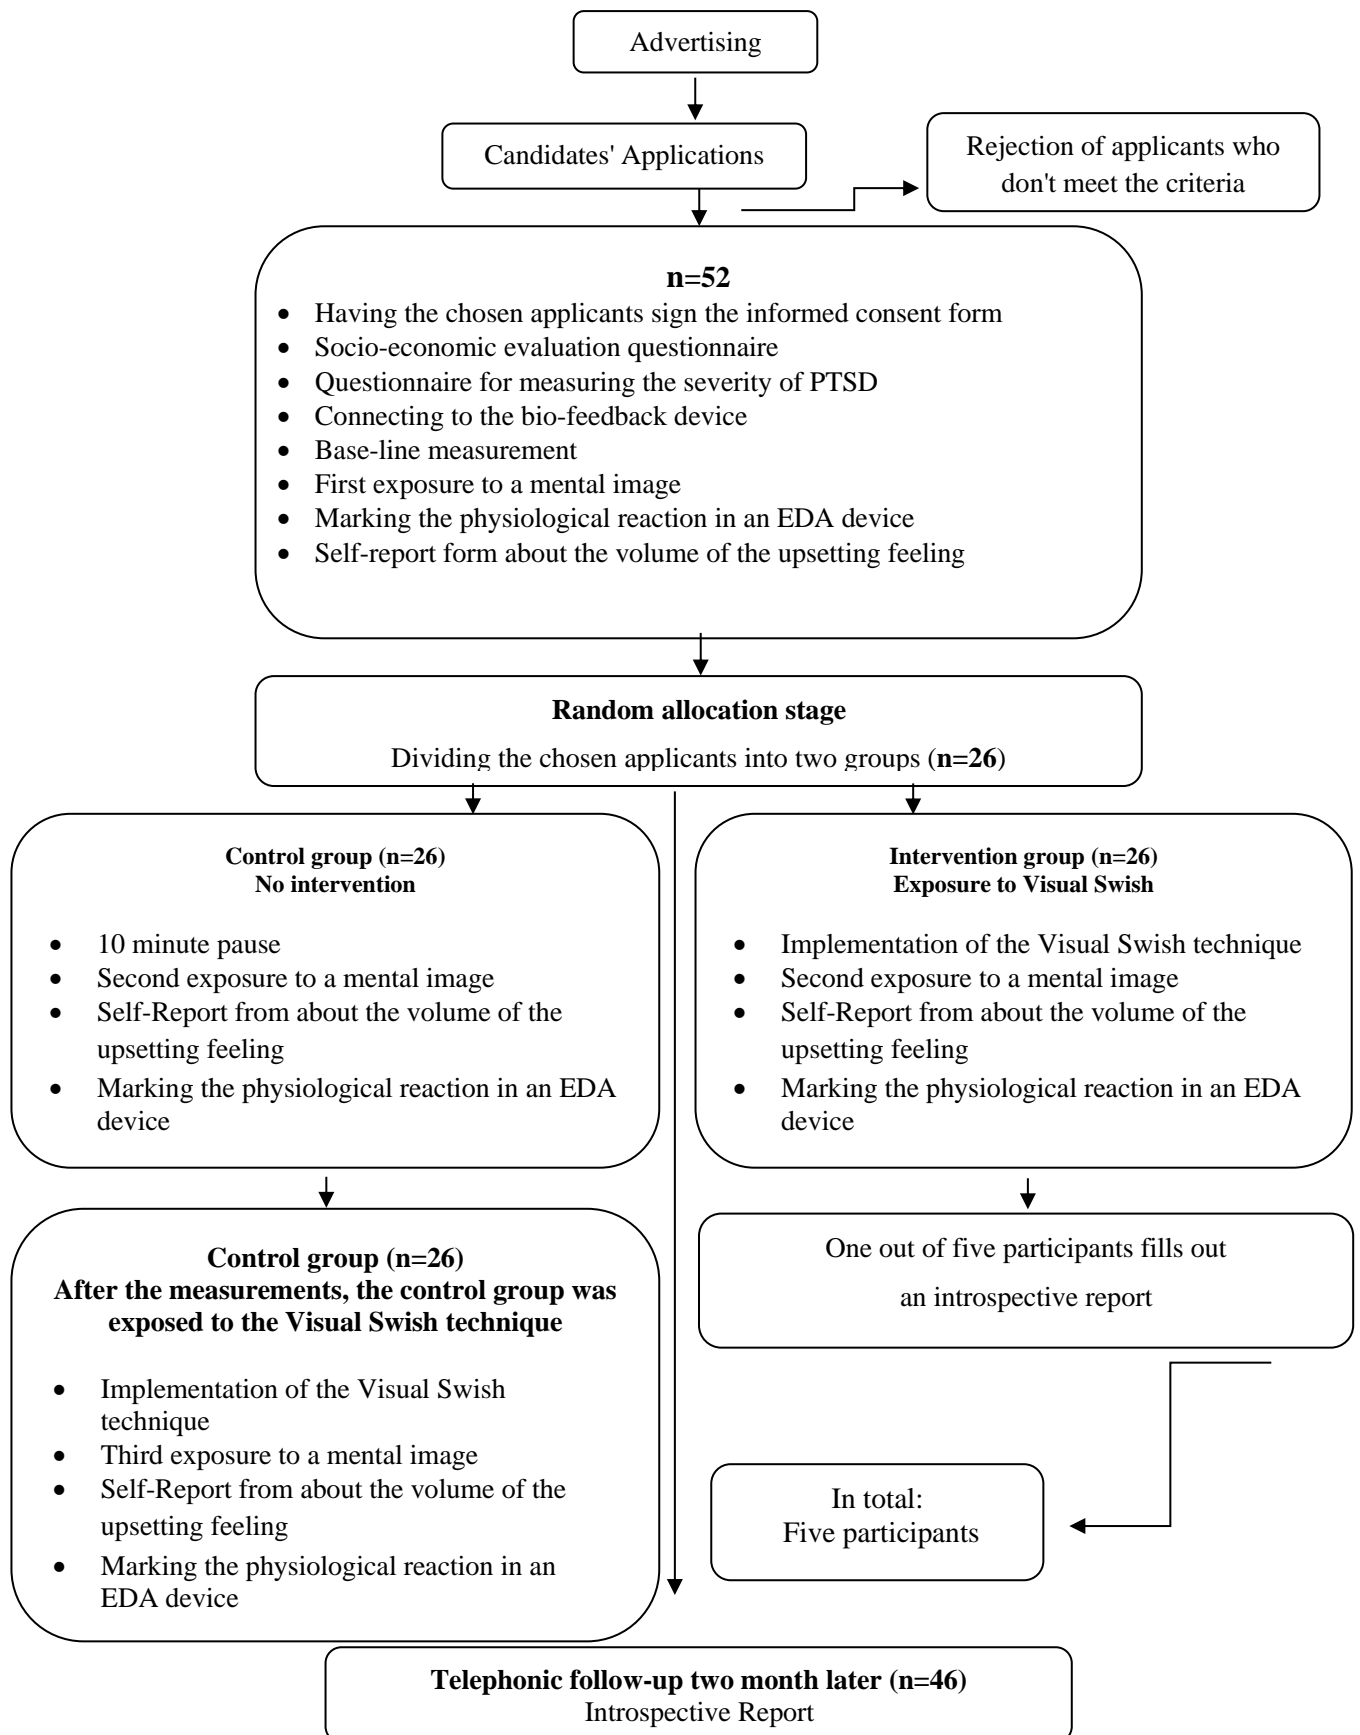 Advertising
Candidates' Applications
Rejection of applicants who
don't meet the criteria
n=52
• Having the chosen applicants sign the informed consent form
• Socio-economic evaluation questionnaire
• Questionnaire for measuring the severity of PTSD
• Connecting to the bio-feedback device
• Base-line measurement
• First exposure to a mental image
• Marking the physiological reaction in an EDA device
• Self-report form about the volume of the upsetting feeling
Random allocation stage
Dividing the chosen applicants into two groups (n=26)
Control group (n=26)
No intervention
• 10 minute pause
• Second exposure to a mental image
• Self-Report from about the volume of the
upsetting feeling
• Marking the physiological reaction in an EDA
device
Intervention group (n=26)
Exposure to Visual Swish
• Implementation of the Visual Swish technique
• Second exposure to a mental image
• Self-Report from about the volume of the
upsetting feeling
• Marking the physiological reaction in an EDA
device
Control group (n=26)
After the measurements, the control group was
exposed to the Visual Swish technique
• Implementation of the Visual Swish
technique
• Third exposure to a mental image
• Self-Report from about the volume of the
upsetting feeling
• Marking the physiological reaction in an
EDA device
One out of five participants fills out
an introspective report
In total:
Five participants
Telephonic follow-up two month later (n=46)
Introspective Report